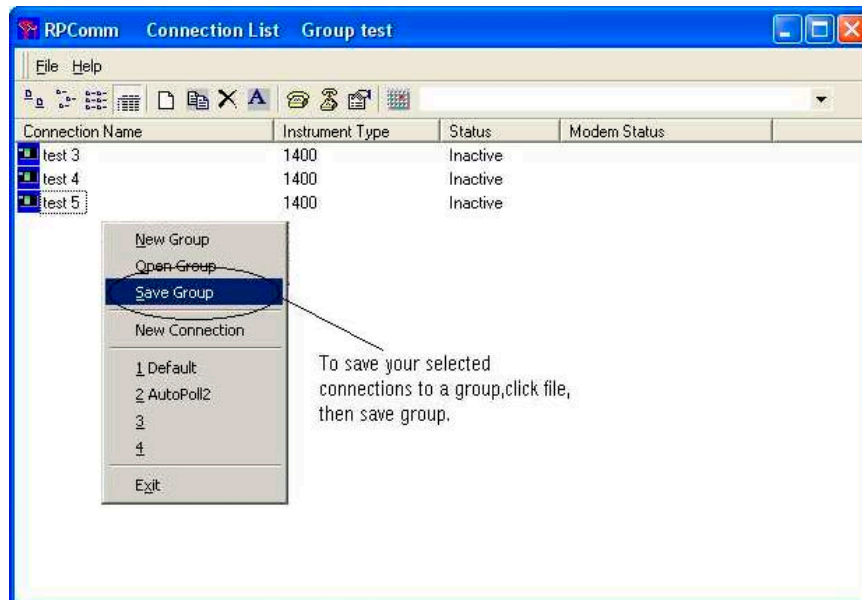 RPComm Connection List Group test
File Help
Connection Name Instrument Type Status Modem Status
test 3 1400 Inactive
test 4 1400 Inactive
test 5 1400 Inactive
New Group
Open Group
Save Group
New Connection
1 Default
2 AutoPoll2
3
4
Exit
To save your selected
connections to a group,click file,
then save group.